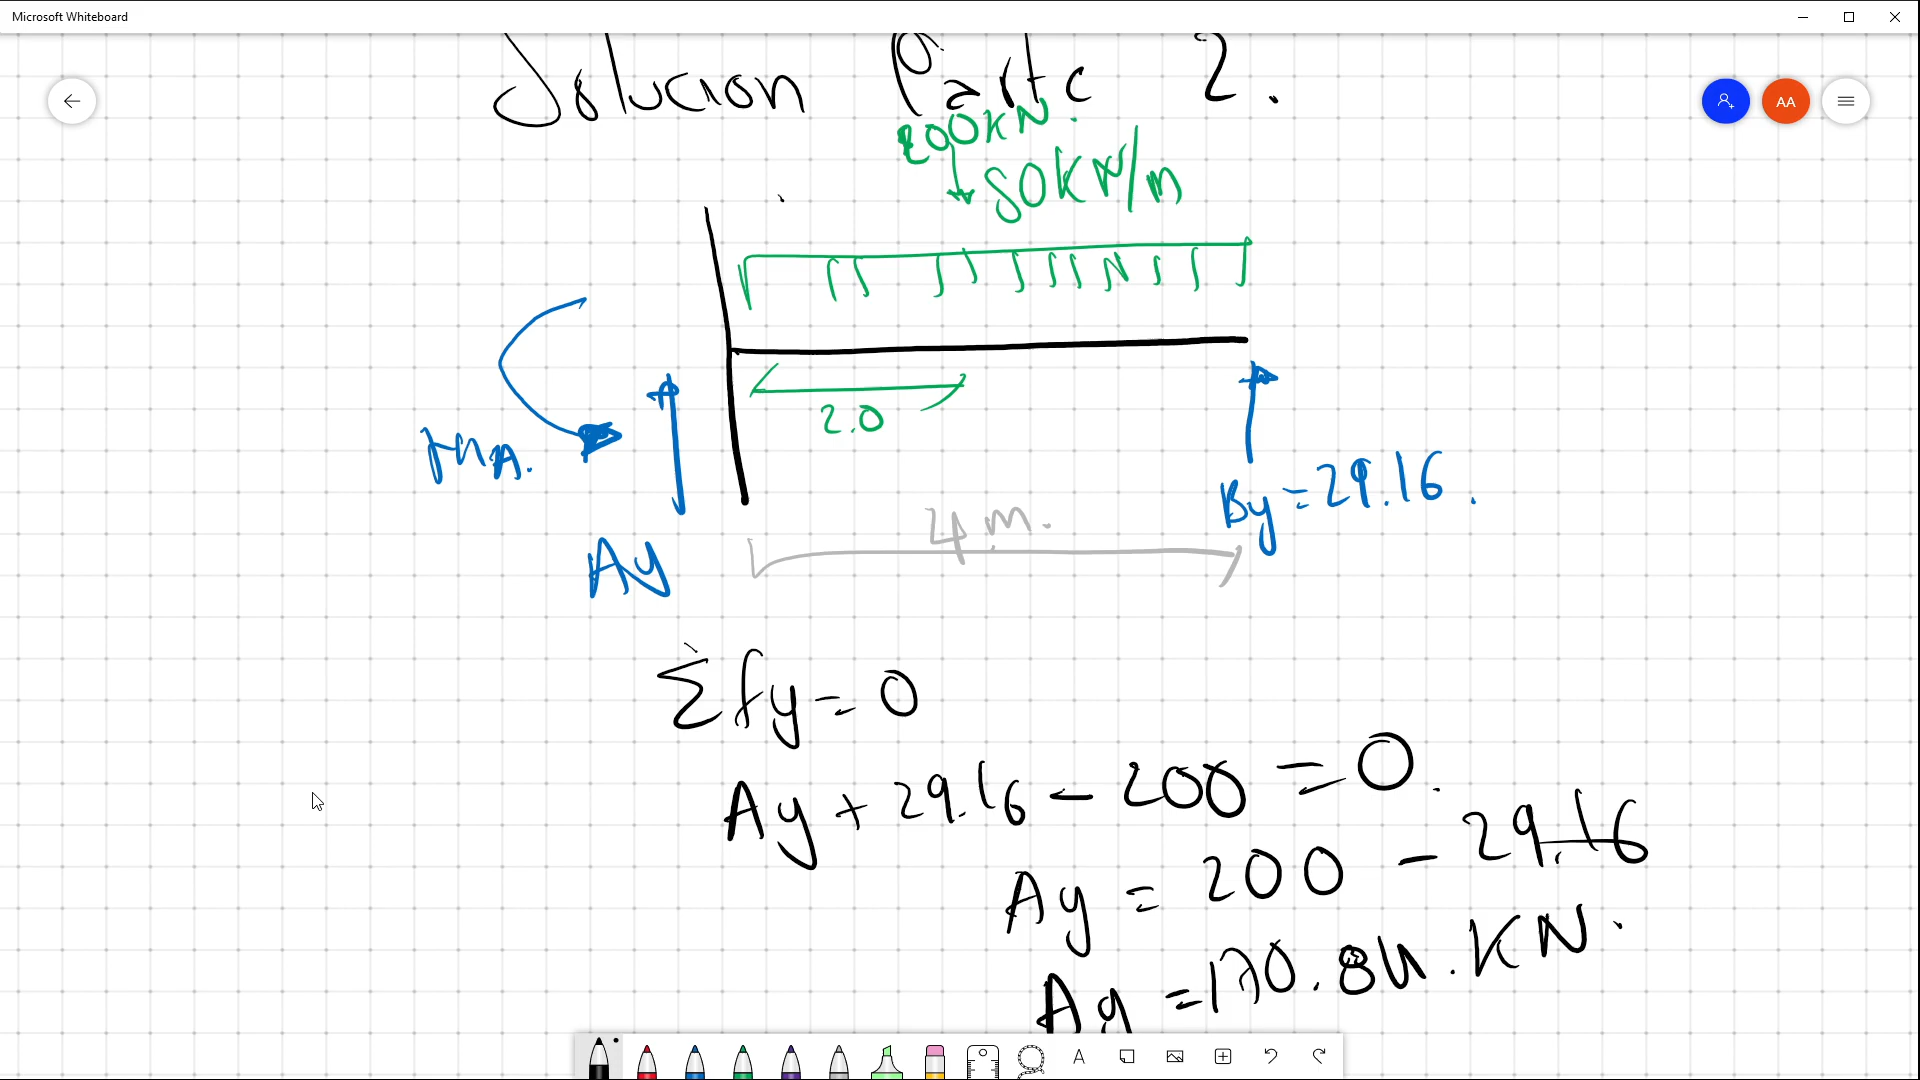 Microsoft Whiteboard
Solucion Parte 2.
AA
200KN.
50KN/m
2.0
MA.
By=29.16.
4m.
Ay
Σfy=0
Ay+29.16-200=0.
Ay=200-29.16
Ay=170.84.KN.
A